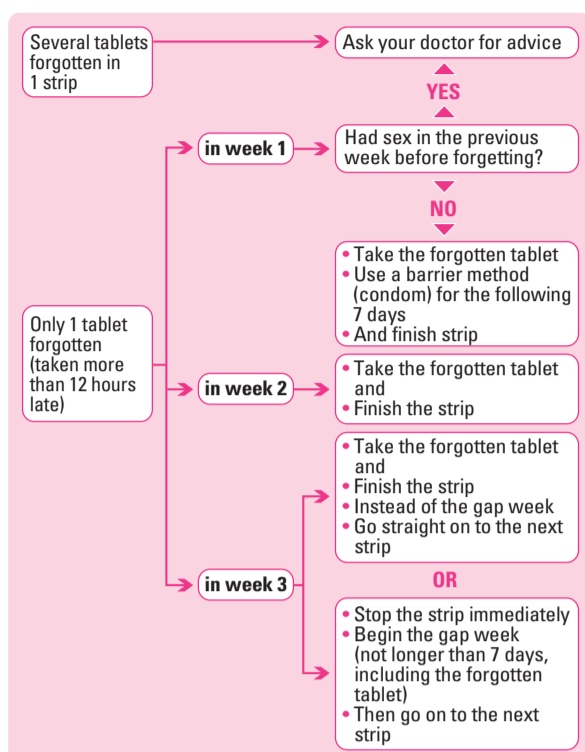 Several tablets
forgotten in
1 strip
Ask your doctor for advice
YES
in week 1
Had sex in the previous
week before forgetting?
NO
• Take the forgotten tablet
• Use a barrier method
(condom) for the following
7 days
• And finish strip
Only 1 tablet
forgotten
(taken more
than 12 hours
late)
in week 2
• Take the forgotten tablet
and
• Finish the strip
• Take the forgotten tablet
and
• Finish the strip
• Instead of the gap week
• Go straight on to the next
strip
in week 3
OR
• Stop the strip immediately
• Begin the gap week
(not longer than 7 days,
including the forgotten
tablet)
• Then go on to the next
strip